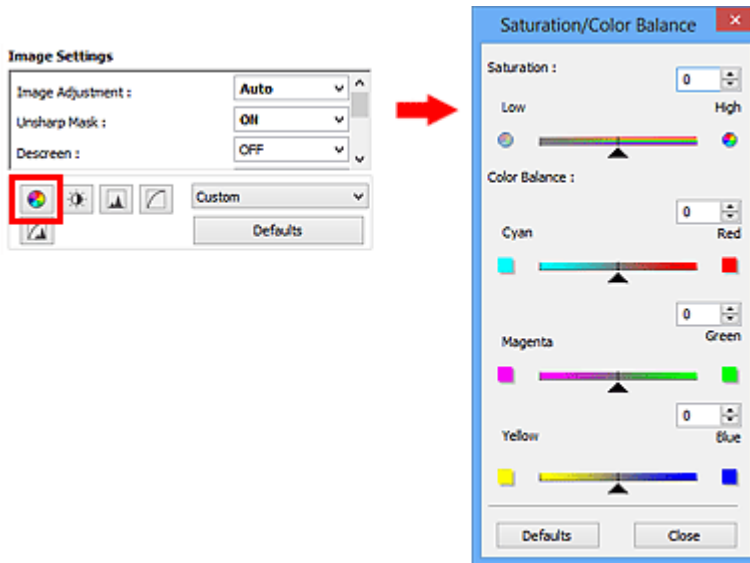 Image Settings
Image Adjustment : Auto
Unsharp Mask : ON
Descreen : OFF
Custom
Defaults
Saturation/Color Balance
Saturation : 0
Low High
Color Balance :
0
Cyan Red
0
Magenta Green
0
Yellow Blue
Defaults Close